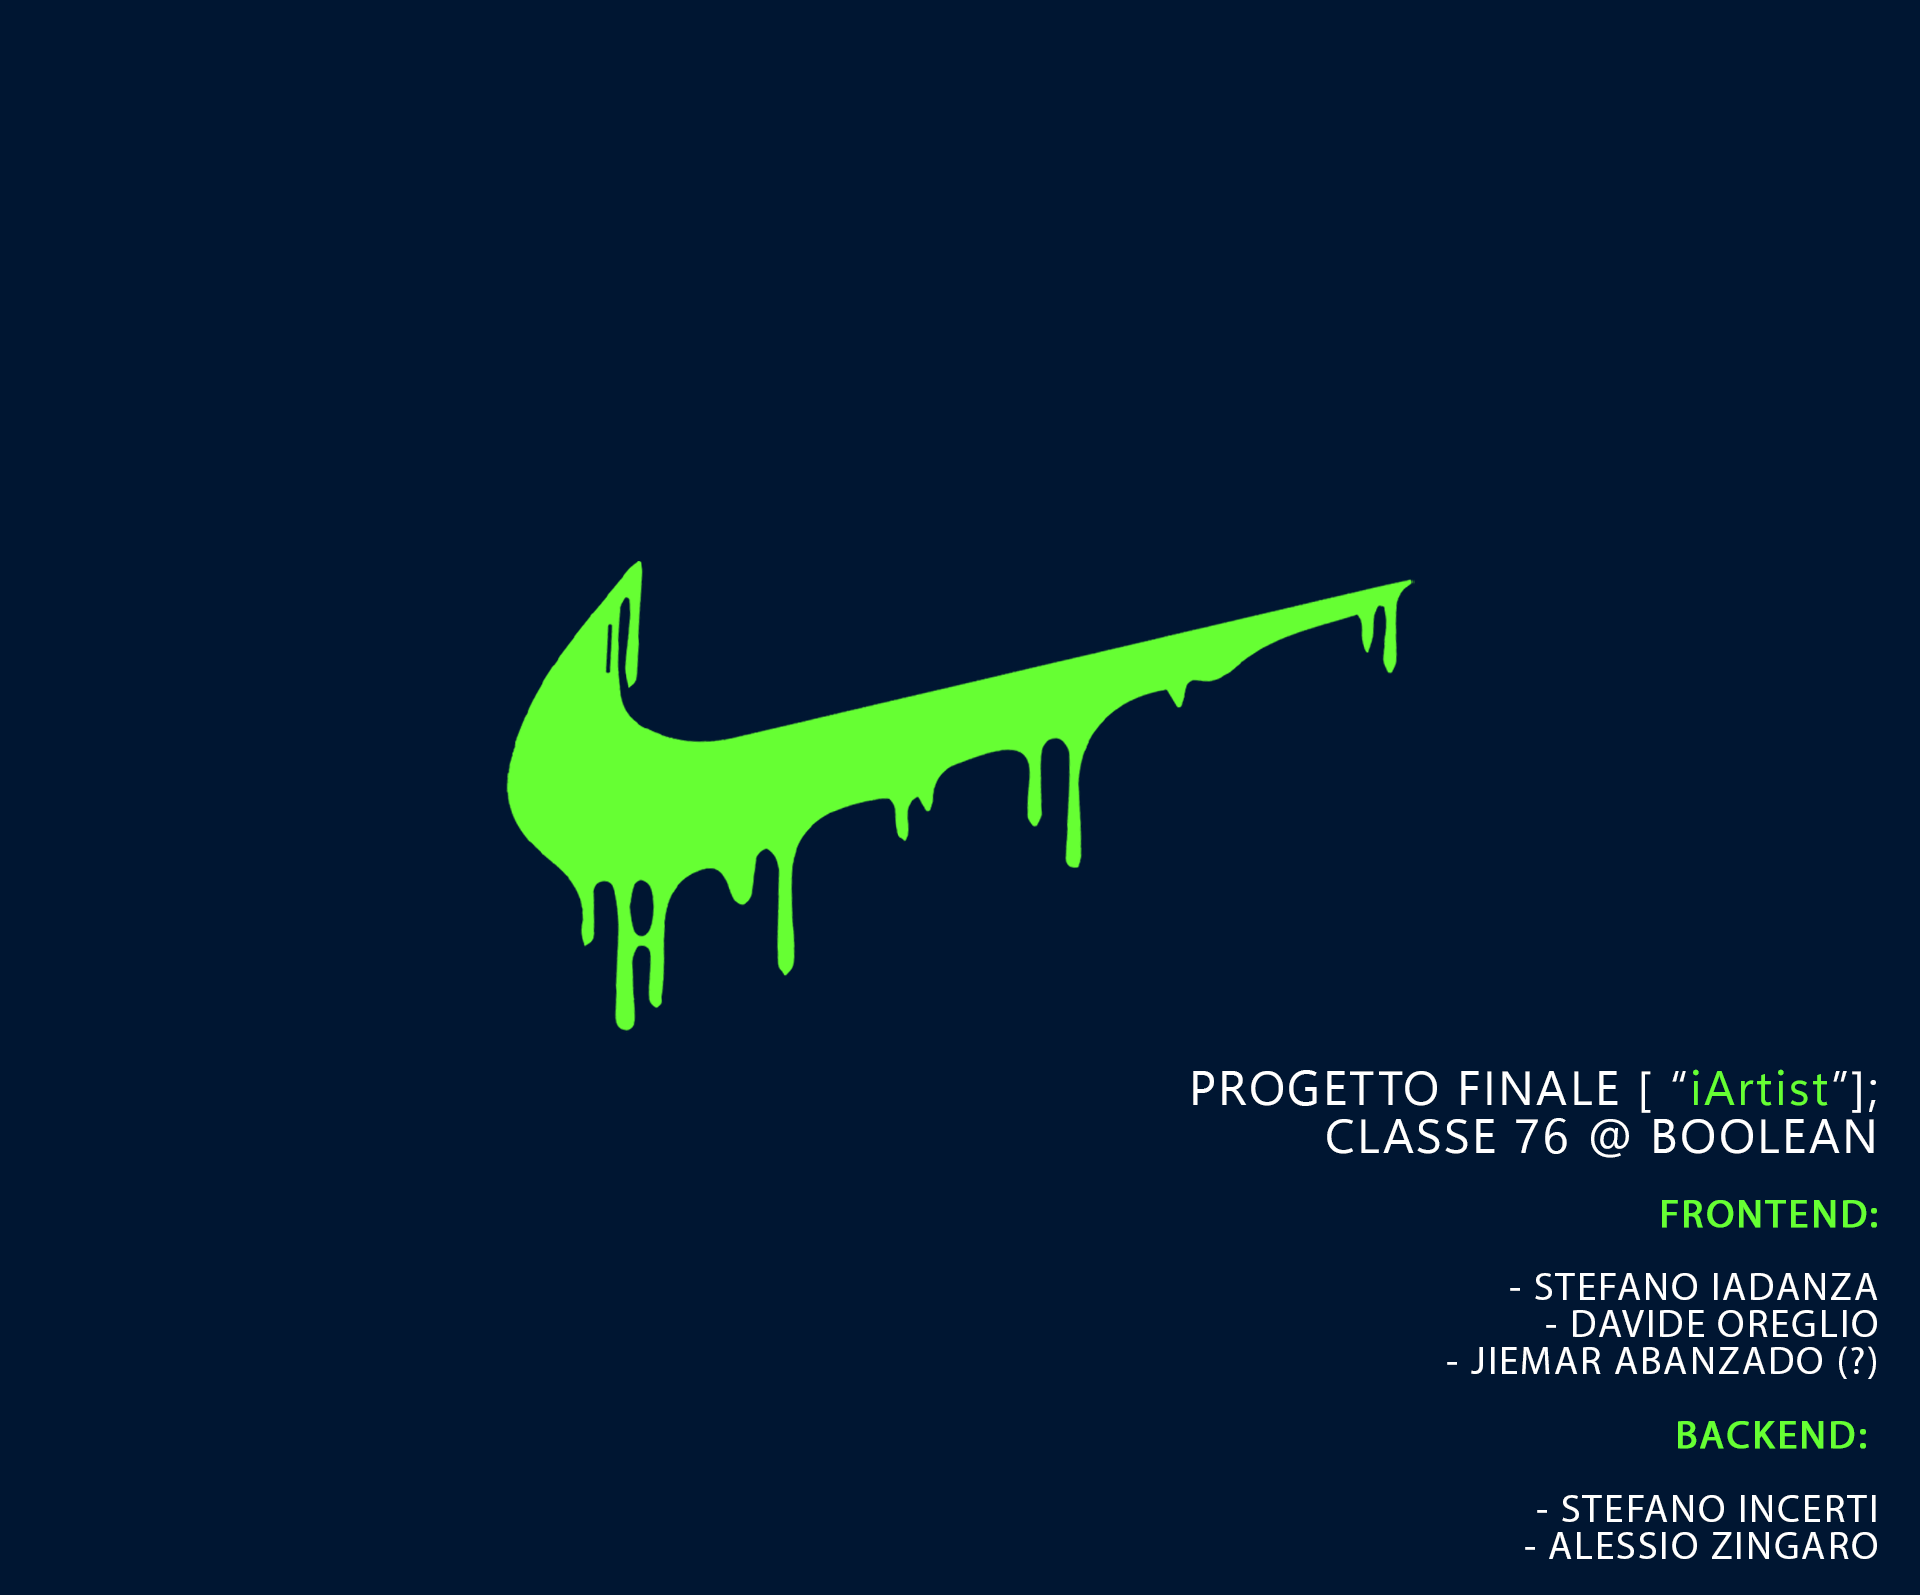 PROGETTO FINALE [ “iArtist”];
CLASSE 76 @ BOOLEAN
FRONTEND:
- STEFANO IADANZA
- DAVIDE OREGLIO
- JIEMAR ABANZADO (?)
BACKEND:
- STEFANO INCERTI
- ALESSIO ZINGARO